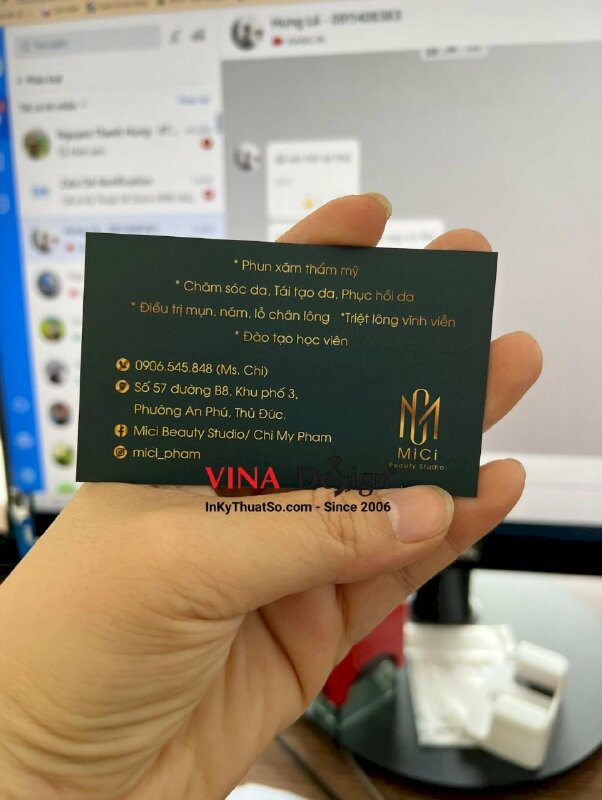 Hưng Lê - 0911408383
* Phun xăm thẩm mỹ
* Chăm sóc da, Tái tạo da, Phục hồi da
* Điều trị mụn, nám, lỗ chân lông *Triệt lông vĩnh viễn
* Đào tạo học viên
0906.545.848 (Ms. Chi)
Số 57 đường B8, Khu phố 3,
Phường An Phú, Thủ Đức.
Mici Beauty Studio/ Chi My Pham
mici_pham
MiCi
Beauty Studio
VINA Design
InKyThuatSo.com - Since 2006